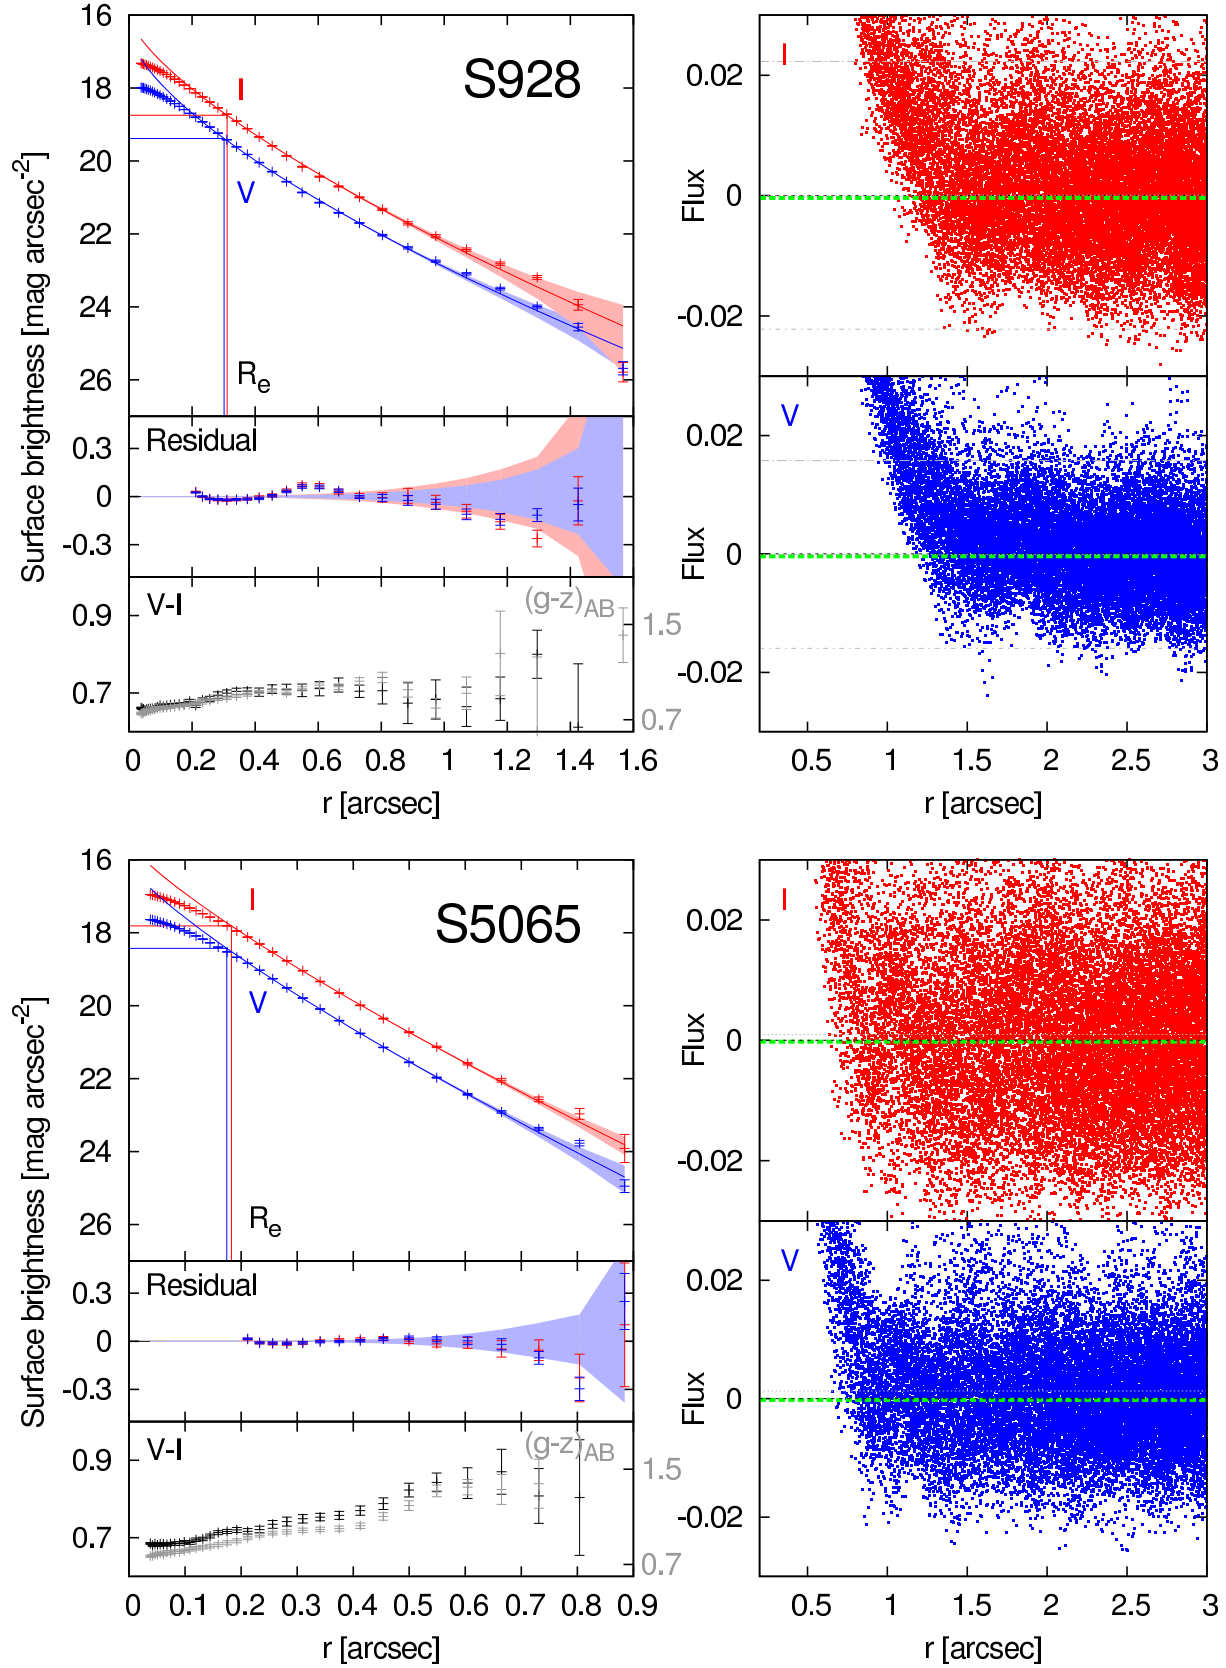 S928
I
V
R_e
Surface brightness [mag arcsec^-2]
16
18
20
22
24
26
Residual
0.3
0
-0.3
V-I
(g-z)_AB
0.9
0.7
1.5
0.7
0 0.2 0.4 0.6 0.8 1 1.2 1.4 1.6
r [arcsec]
I
Flux
0.02
0
-0.02
V
Flux
0.02
0
-0.02
0.5 1 1.5 2 2.5 3
r [arcsec]
S5065
I
V
R_e
Surface brightness [mag arcsec^-2]
16
18
20
22
24
26
Residual
0.3
0
-0.3
V-I
(g-z)_AB
0.9
0.7
1.5
0.7
0 0.1 0.2 0.3 0.4 0.5 0.6 0.7 0.8 0.9
r [arcsec]
I
Flux
0.02
0
-0.02
V
Flux
0.02
0
-0.02
0.5 1 1.5 2 2.5 3
r [arcsec]